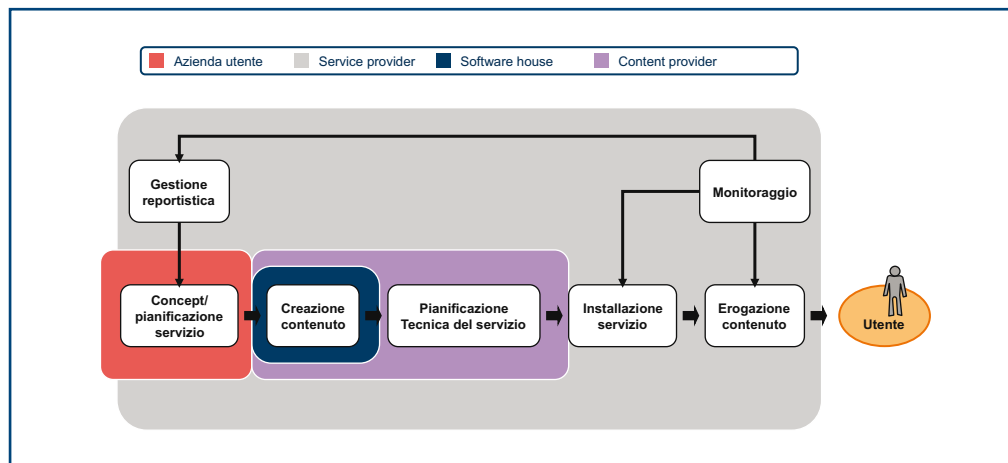 Azienda utente
Service provider
Software house
Content provider
Gestione
reportistica
Monitoraggio
Concept/
pianificazione
servizio
Creazione
contenuto
Pianificazione
Tecnica del servizio
Installazione
servizio
Erogazione
contenuto
Utente